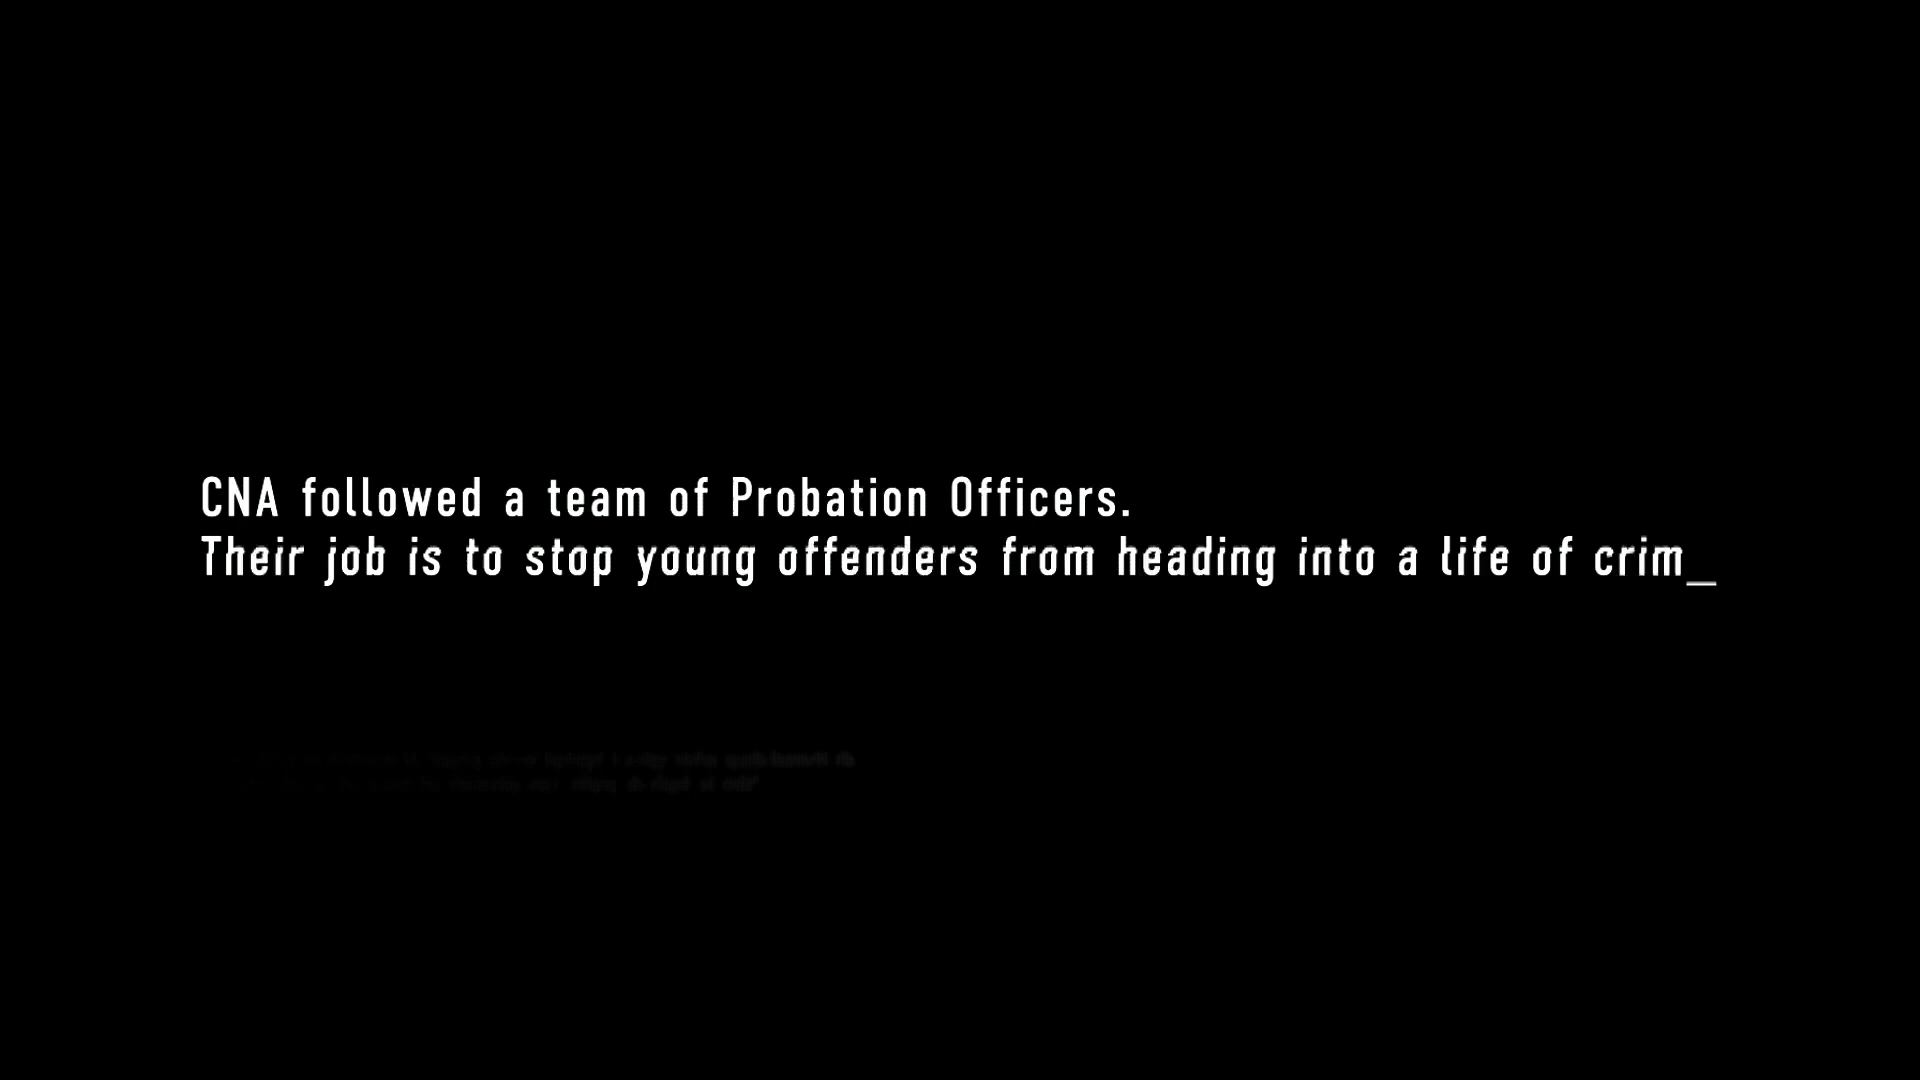 CNA followed a team of Probation Officers.
Their job is to stop young offenders from heading into a life of crim_